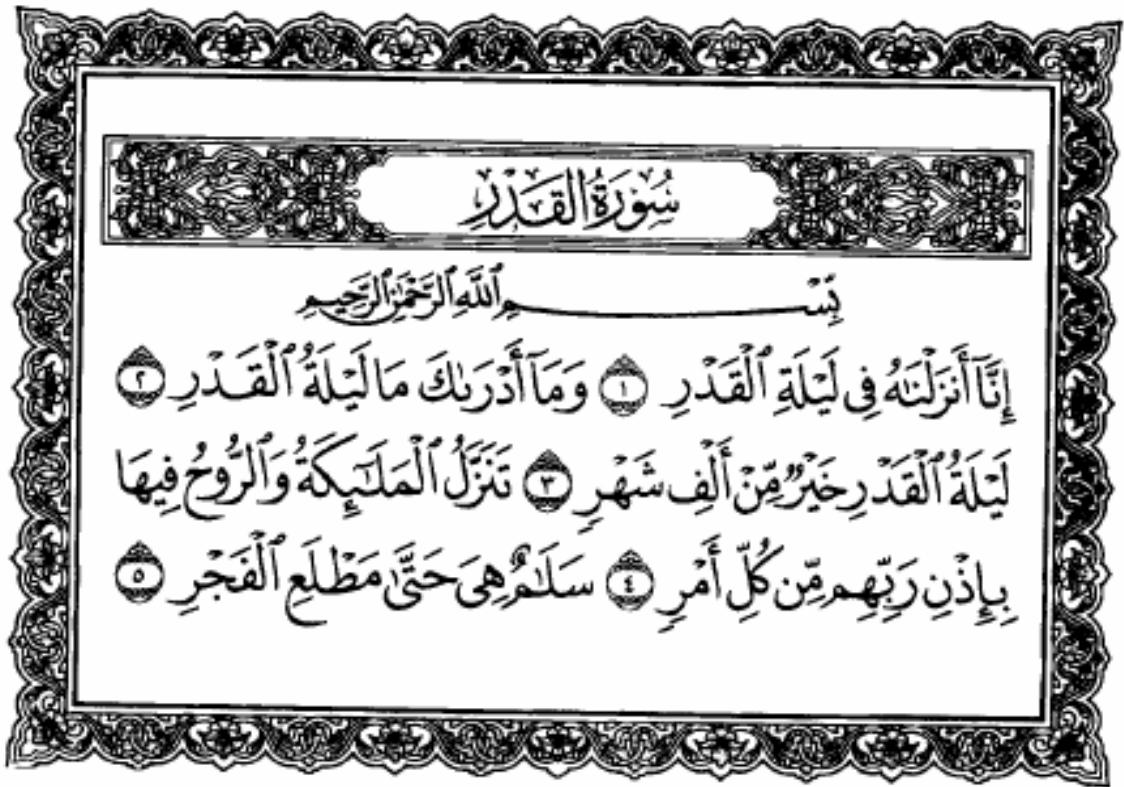 سُورَةُ الْقَدْرِ
بِسْمِ ٱللَّهِ ٱلرَّحْمَٰنِ ٱلرَّحِيمِ
إِنَّآ أَنزَلْنَٰهُ فِى لَيْلَةِ ٱلْقَدْرِ ١ وَمَآ أَدْرَىٰكَ مَا لَيْلَةُ ٱلْقَدْرِ ٢
لَيْلَةُ ٱلْقَدْرِ خَيْرٌ مِّنْ أَلْفِ شَهْرٍ ٣ تَنَزَّلُ ٱلْمَلَٰٓئِكَةُ وَٱلرُّوحُ فِيهَا
بِإِذْنِ رَبِّهِم مِّن كُلِّ أَمْرٍ ٤ سَلَٰمٌ هِىَ حَتَّىٰ مَطْلَعِ ٱلْفَجْرِ ٥